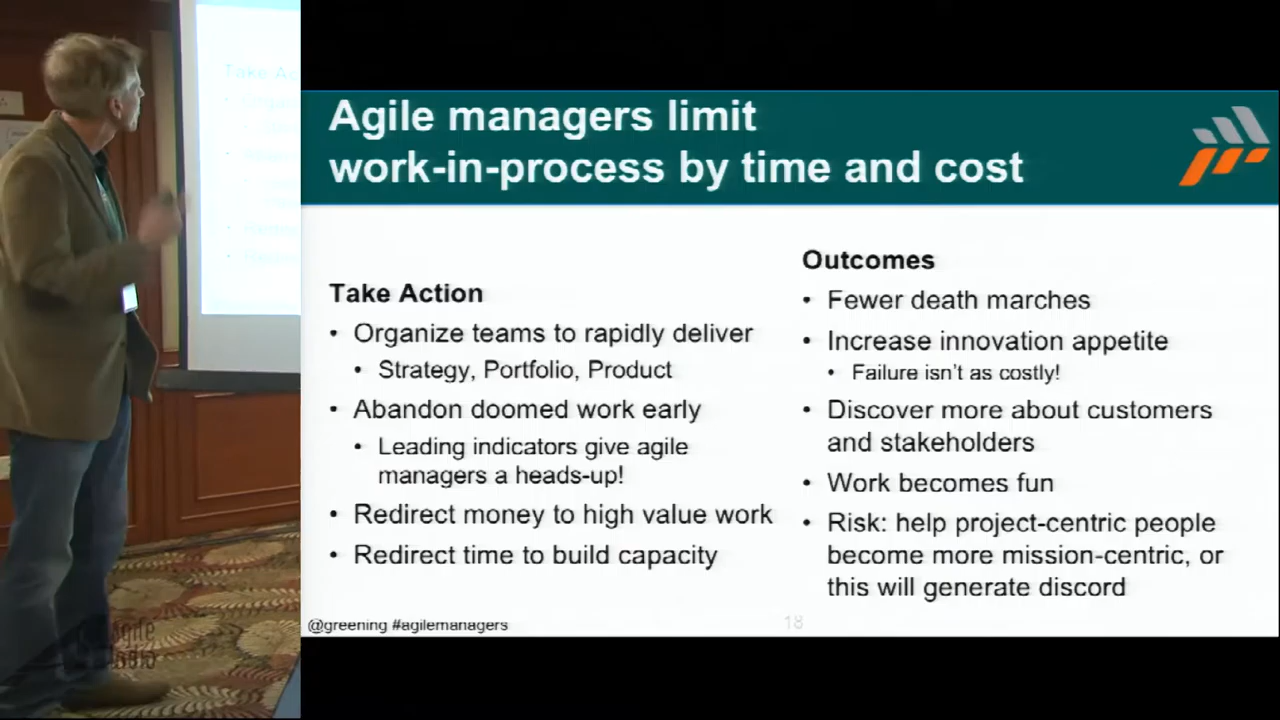 Agile managers limit
work-in-process by time and cost
Take Action
• Organize teams to rapidly deliver
• Strategy, Portfolio, Product
• Abandon doomed work early
• Leading indicators give agile
managers a heads-up!
• Redirect money to high value work
• Redirect time to build capacity
Outcomes
• Fewer death marches
• Increase innovation appetite
• Failure isn't as costly!
• Discover more about customers
and stakeholders
• Work becomes fun
• Risk: help project-centric people
become more mission-centric, or
this will generate discord
@greening #agilemanagers
18
Take Ac